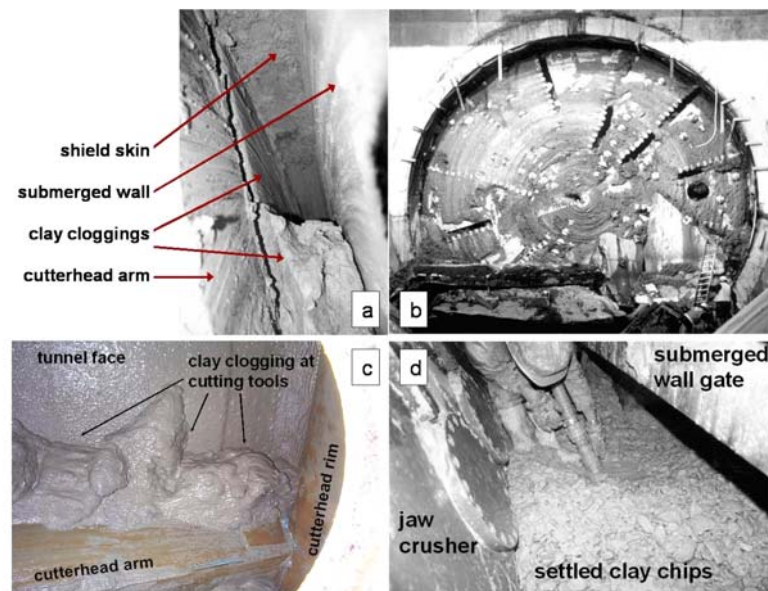 shield skin
submerged wall
clay cloggings
cutterhead arm
a
b
tunnel face
clay clogging at
cutting tools
c
cutterhead rim
cutterhead arm
d
submerged
wall gate
jaw
crusher
settled clay chips